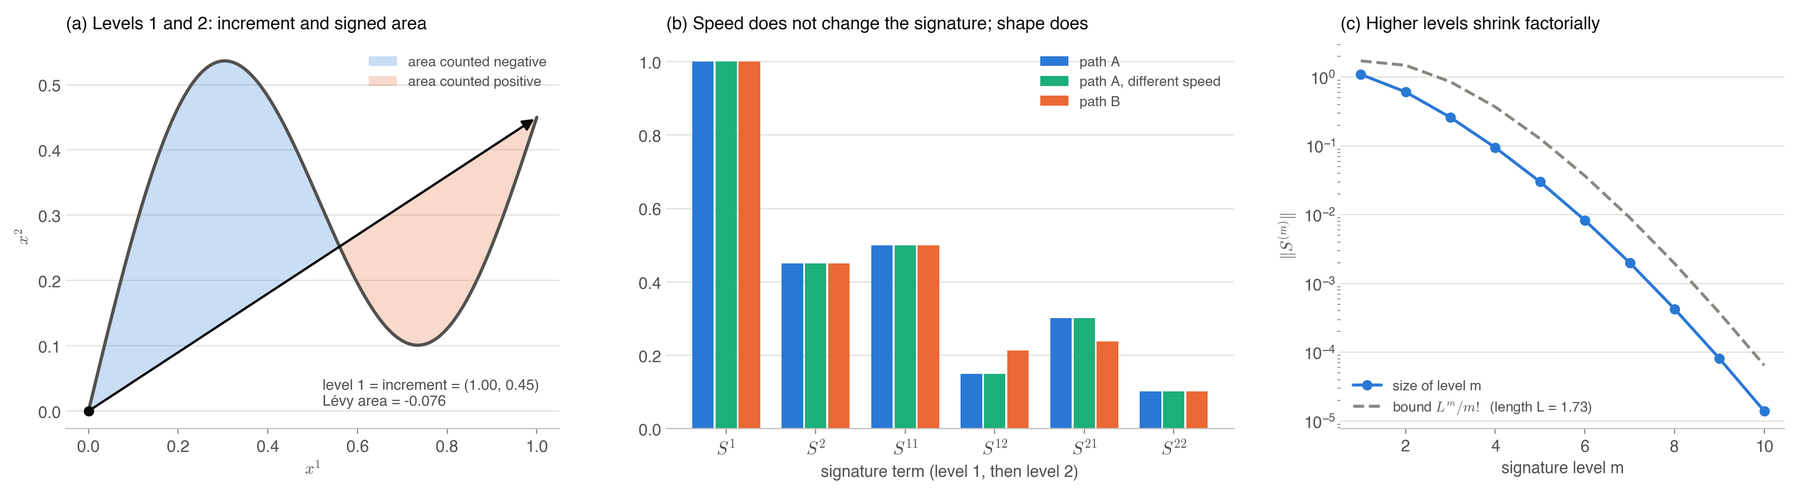 (a) Levels 1 and 2: increment and signed area
area counted negative
area counted positive
0.5
0.4
0.3
0.2
0.1
0.0
x²
level 1 = increment = (1.00, 0.45)
Lévy area = -0.076
0.0 0.2 0.4 0.6 0.8 1.0
x¹
(b) Speed does not change the signature; shape does
path A
path A, different speed
path B
1.0
0.8
0.6
0.4
0.2
0.0
S¹ S² S¹¹ S¹² S²¹ S²²
signature term (level 1, then level 2)
(c) Higher levels shrink factorially
10⁰
10⁻¹
10⁻²
10⁻³
10⁻⁴
10⁻⁵
||S⁽ᵐ⁾||
size of level m
bound Lᵐ/m! (length L = 1.73)
2 4 6 8 10
signature level m